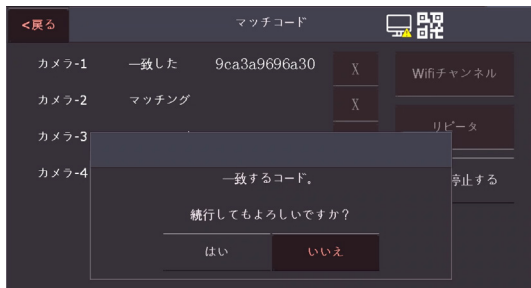 <戻る
マッチコード
カメラ-1 一致した 9ca3a9696a30 X Wifiチャンネル
カメラ-2 マッチング X
カメラ-3 リピータ
カメラ-4 停止する
一致するコード。
続行してもよろしいですか?
はい いいえ